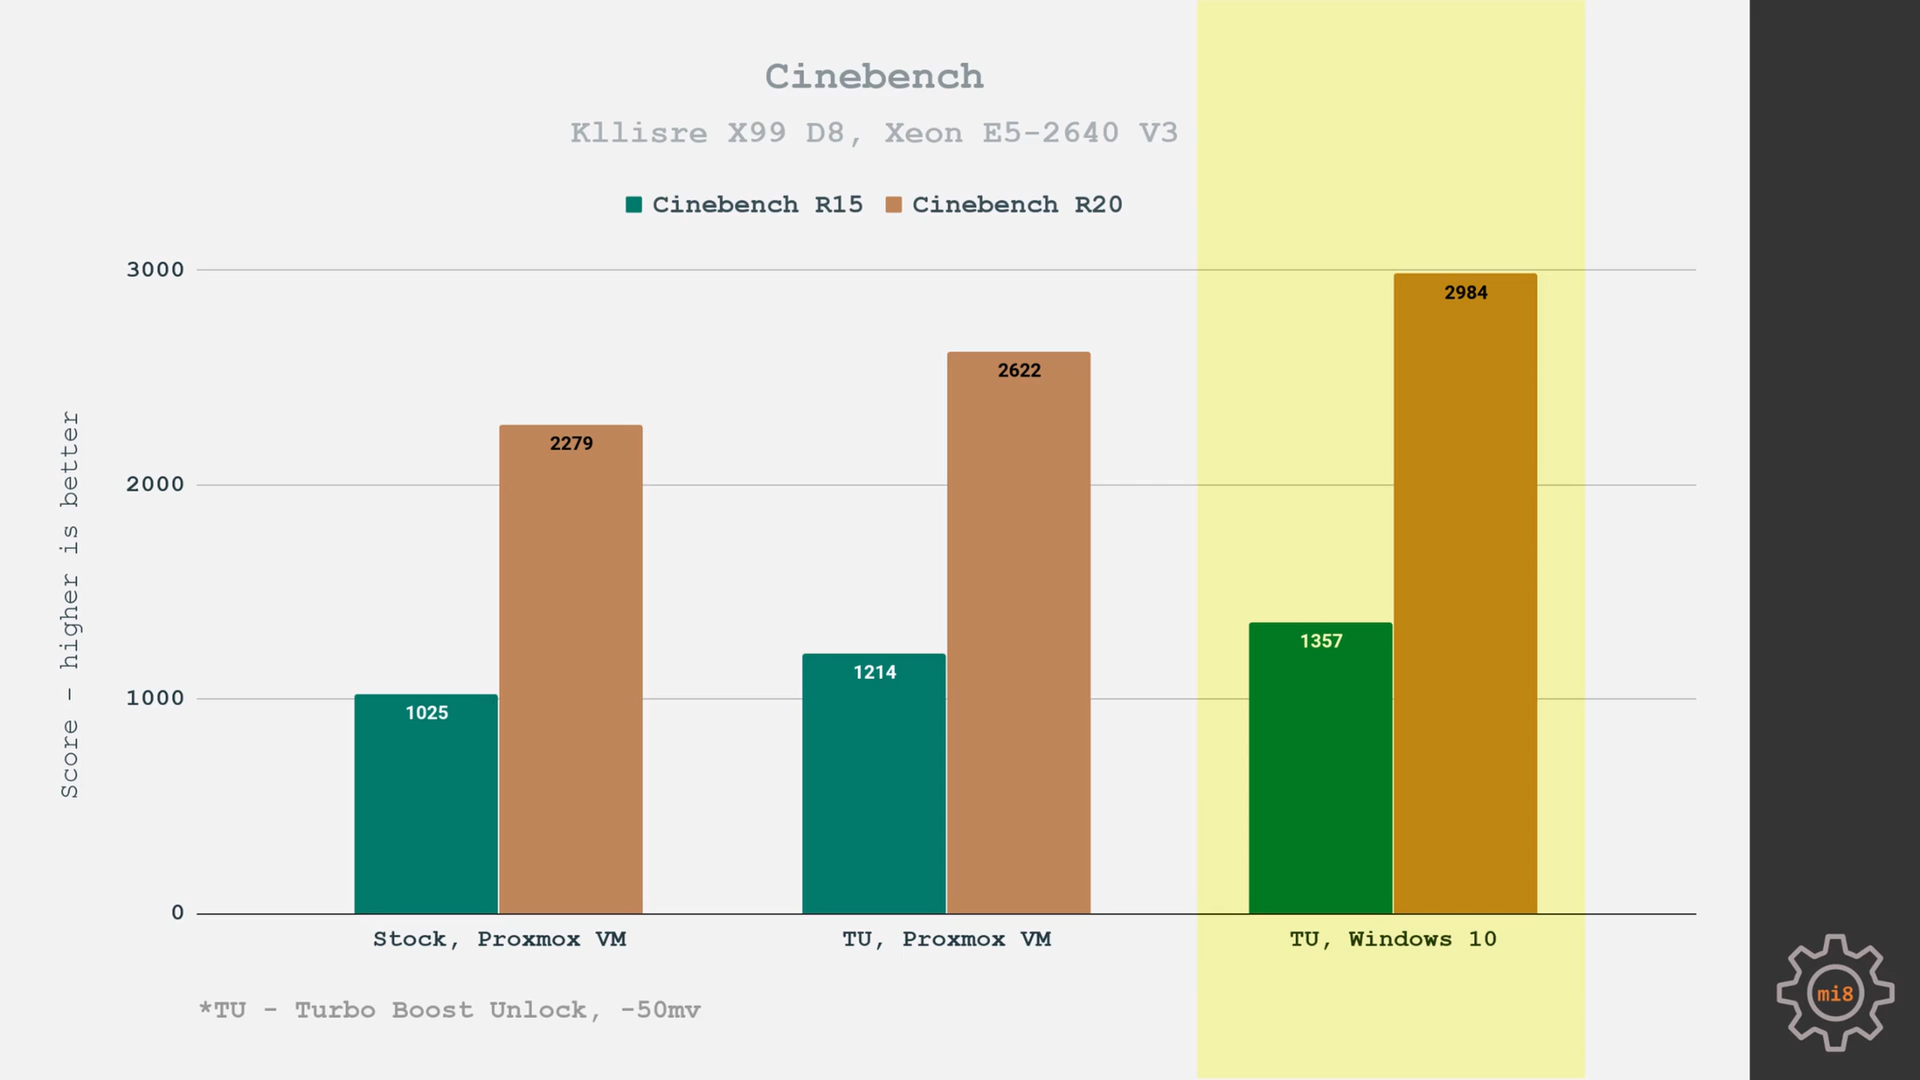 Cinebench
Kllisre X99 D8, Xeon E5-2640 V3
Cinebench R15 Cinebench R20
3000
2984
2622
2279
2000
1357
1214
1000
1025
0
Score - higher is better
Stock, Proxmox VM TU, Proxmox VM TU, Windows 10
*TU - Turbo Boost Unlock, -50mv
mi8